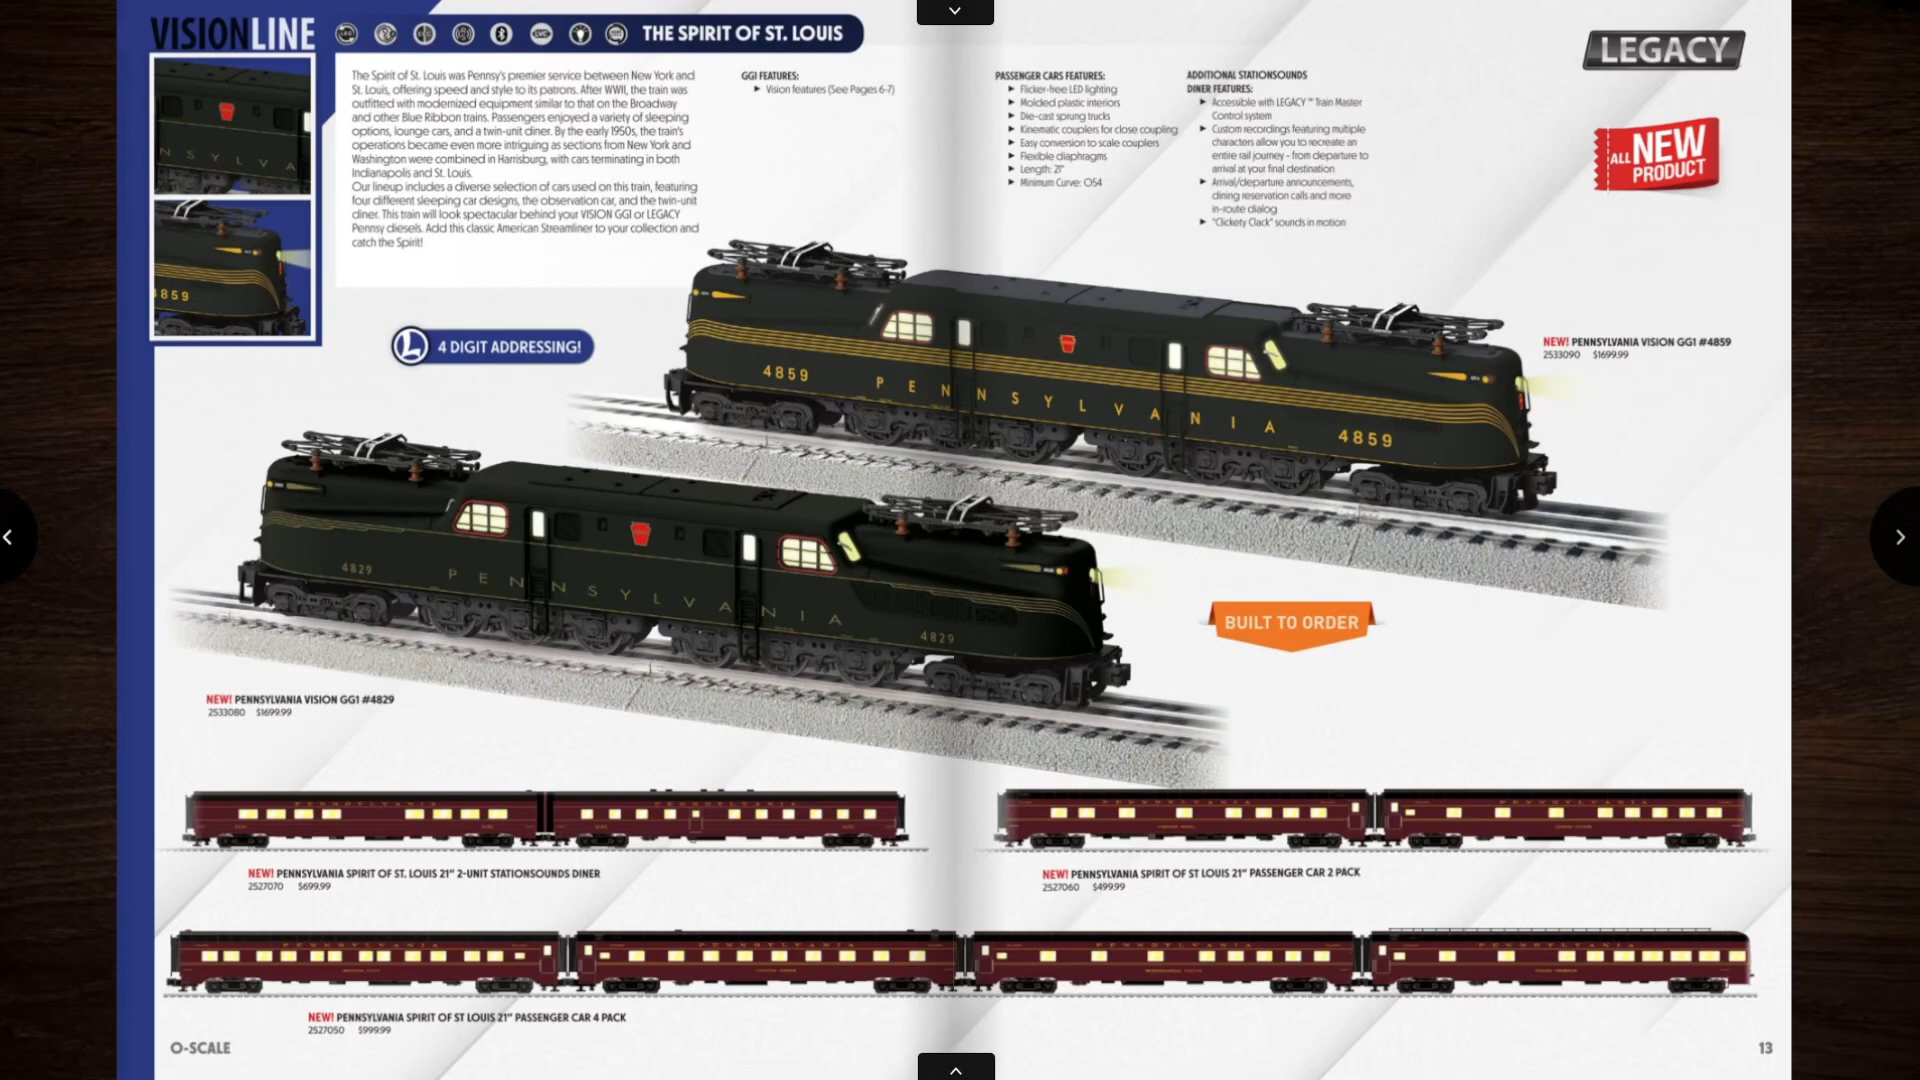 VISIONLINE
THE SPIRIT OF ST. LOUIS
LEGACY
The Spirit of St. Louis was Pennsy's premier service between New York and
St. Louis, offering speed and style to its patrons. After WWII, the train was
outfitted with modernized equipment similar to that on the Broadway
and other Blue Ribbon trains. Passengers enjoyed a variety of sleeping
options, lounge cars, and a twin-unit diner. By the early 1950s, the train's
operations became even more intriguing as sections from New York and
Washington were combined in Harrisburg, with cars terminating in both
Indianapolis and St. Louis.
Our lineup includes a diverse selection of cars used on this train, featuring
four different sleeping car designs, the observation car, and the twin-unit
diner. This train will look spectacular behind your VISION GG1 or LEGACY
Pennsy diesels. Add this classic American Streamliner to your collection and
catch the Spirit!
GG1 FEATURES:
Vision features (See Pages 6-7)
PASSENGER CARS FEATURES:
Flicker-free LED lighting
Molded plastic interiors
Die-cast sprung trucks
Kinematic couplers for close coupling
Easy conversion to scale couplers
Flexible diaphragms
Length: 21"
Minimum Curve: O54
ADDITIONAL STATIONSOUNDS
DINER FEATURES:
Accessible with LEGACY ™ Train Master
Control system
Custom recordings featuring multiple
characters allow you to recreate an
entire rail journey - from departure to
arrival at your final destination
Arrival/departure announcements,
dining reservation calls and more
in-route dialog
"Clickety Clack" sounds in motion
ALL NEW
PRODUCT
NSYLVA
4859
L 4 DIGIT ADDRESSING!
4859 PENNSYLVANIA 4859
NEW! PENNSYLVANIA VISION GG1 #4859
2533090 $1699.99
4829 PENNSYLVANIA 4829
BUILT TO ORDER
NEW! PENNSYLVANIA VISION GG1 #4829
2533080 $1699.99
PENNSYLVANIA PENNSYLVANIA
PENNSYLVANIA PENNSYLVANIA
NEW! PENNSYLVANIA SPIRIT OF ST. LOUIS 21" 2-UNIT STATIONSOUNDS DINER
2527070 $699.99
NEW! PENNSYLVANIA SPIRIT OF ST LOUIS 21" PASSENGER CAR 2 PACK
2527060 $499.99
PENNSYLVANIA PENNSYLVANIA PENNSYLVANIA PENNSYLVANIA
NEW! PENNSYLVANIA SPIRIT OF ST LOUIS 21" PASSENGER CAR 4 PACK
2527050 $999.99
O-SCALE
13